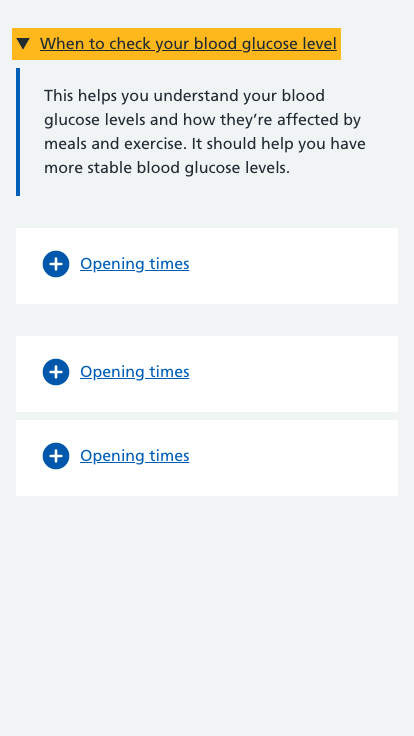 When to check your blood glucose level
This helps you understand your blood
glucose levels and how they’re affected by
meals and exercise. It should help you have
more stable blood glucose levels.
Opening times
Opening times
Opening times